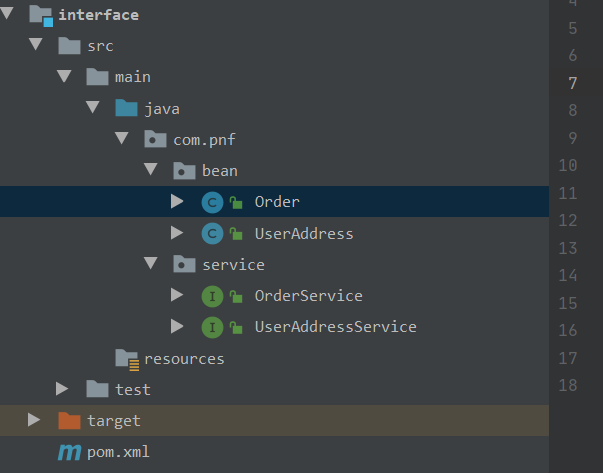 interface
src
main
java
com.pnf
bean
C Order
C UserAddress
service
I OrderService
I UserAddressService
resources
test
target
m pom.xml
4
5
6
7
8
9
10
11
12
13
14
15
16
17
18